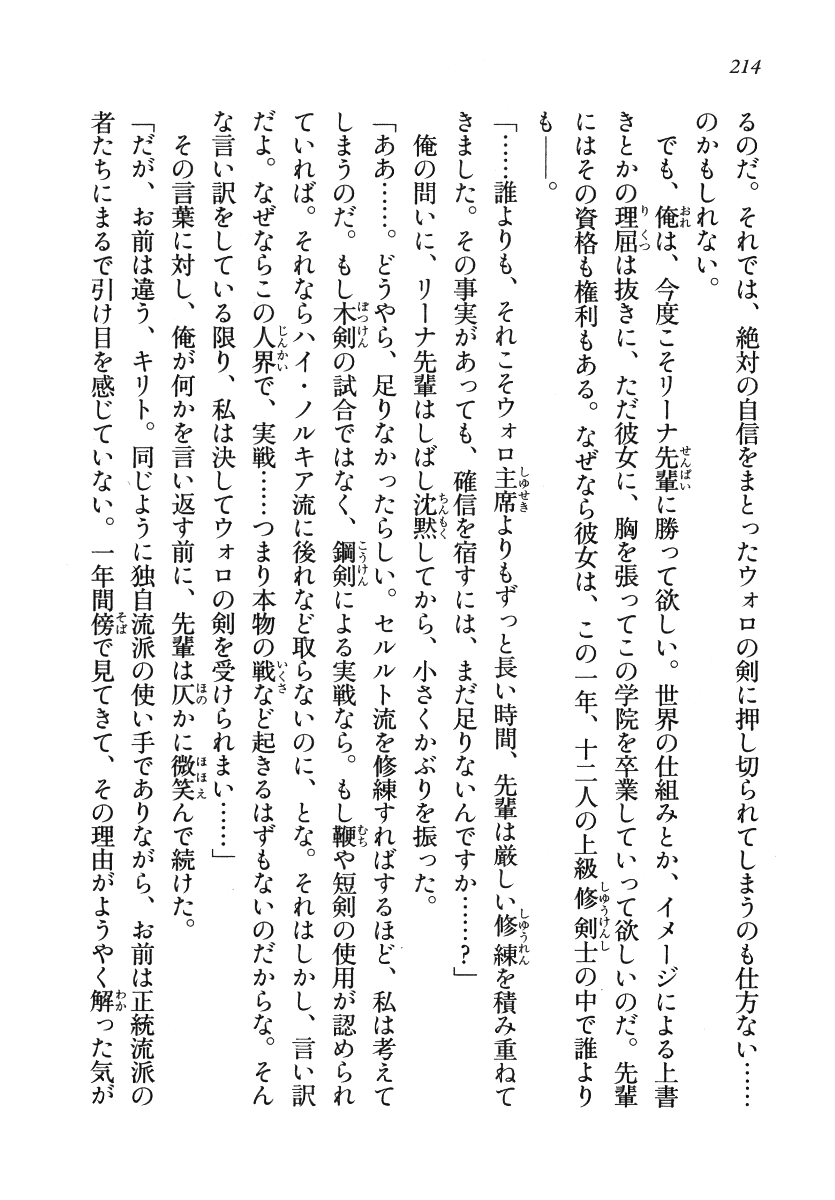 214
るのだ。それでは、絶対の自信をまとったウォロの剣に押し切られてしまうのも仕方ない……
のかもしれない。
でも、俺は、今度こそリーナ先輩に勝って欲しい。世界の仕組みとか、イメージによる上書
きとかの理屈は抜きに、ただ彼女に、胸を張ってこの学院を卒業していって欲しいのだ。先輩
にはその資格も権利もある。なぜなら彼女は、この一年、十二人の上級修剣士の中で誰より
も――。
「……誰よりも、それこそウォロ主席よりもずっと長い時間、先輩は厳しい修練を積み重ねて
きました。その事実があっても、確信を宿すには、まだ足りないんですか……？」
俺の問いに、リーナ先輩はしばし沈黙してから、小さくかぶりを振った。
「ああ……。どうやら、足りなかったらしい。セルルト流を修練すればするほど、私は考えて
しまうのだ。もし木剣の試合ではなく、鋼剣による実戦なら。もし鞭や短剣の使用が認められ
ていれば。それならハイ・ノルキア流に後れなど取らないのに、とな。それはしかし、言い訳
だよ。なぜならこの人界で、実戦……つまり本物の戦など起きるはずもないのだからな。そん
な言い訳をしている限り、私は決してウォロの剣を受けられまい……」
その言葉に対し、俺が何かを言い返す前に、先輩は仄かに微笑んで続けた。
「だが、お前は違う、キリト。同じように独自流派の使い手でありながら、お前は正統流派の
者たちにまるで引け目を感じていない。一年間傍で見てきて、その理由がようやく解った気が